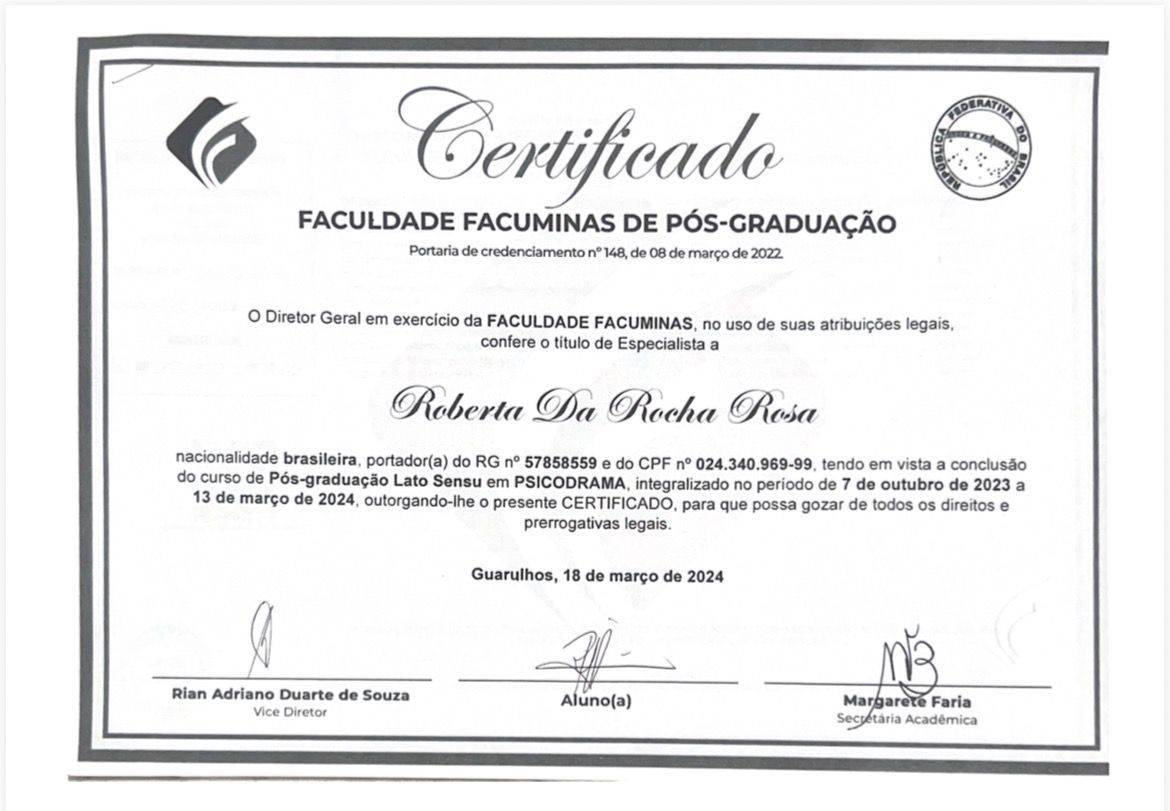 Certificado
REPÚBLICA FEDERATIVA DO BRASIL
FACULDADE FACUMINAS DE PÓS-GRADUAÇÃO
Portaria de credenciamento nº 148, de 08 de março de 2022.
O Diretor Geral em exercício da FACULDADE FACUMINAS, no uso de suas atribuições legais,
confere o título de Especialista a
Roberta Da Rocha Rosa
nacionalidade brasileira, portador(a) do RG nº 57858559 e do CPF nº 024.340.969-99, tendo em vista a conclusão
do curso de Pós-graduação Lato Sensu em PSICODRAMA, integralizado no período de 7 de outubro de 2023 a
13 de março de 2024, outorgando-lhe o presente CERTIFICADO, para que possa gozar de todos os direitos e
prerrogativas legais.
Guarulhos, 18 de março de 2024
Rian Adriano Duarte de Souza
Vice Diretor
Aluno(a)
Margarete Faria
Secretária Acadêmica